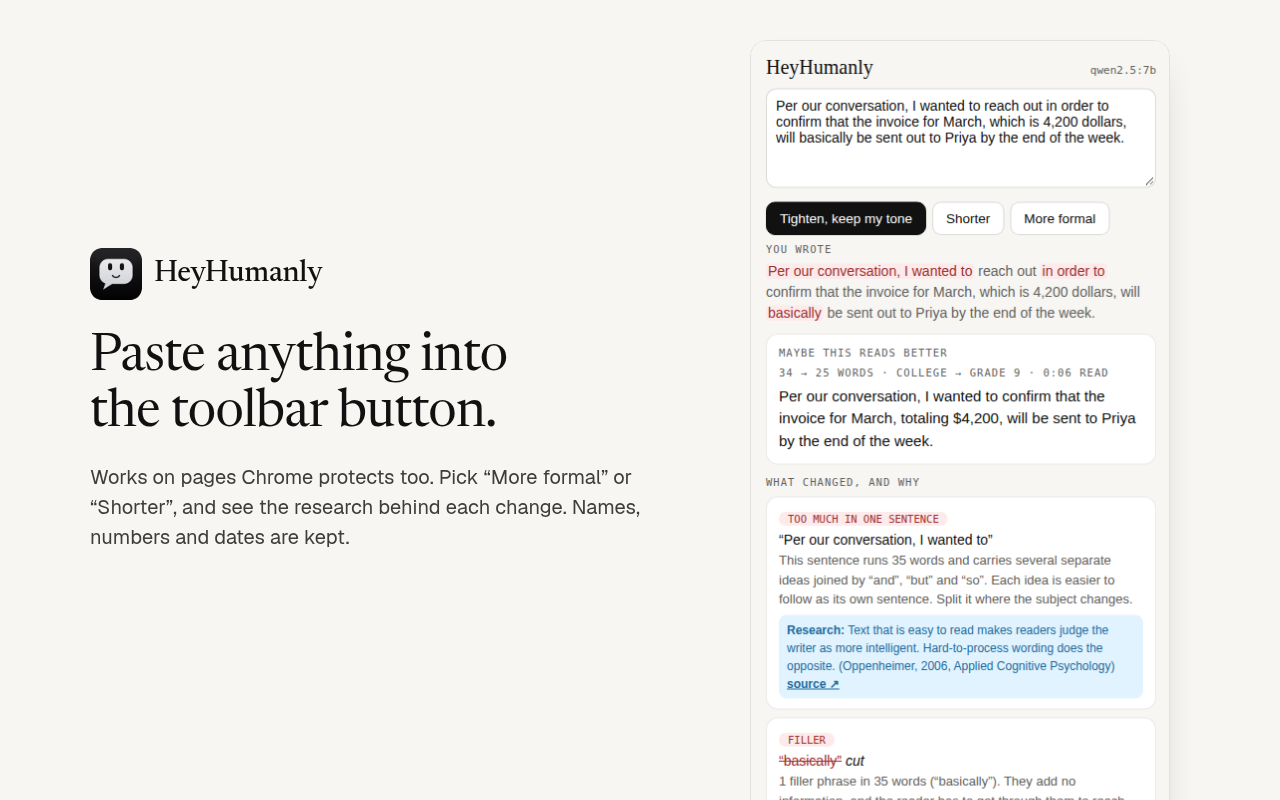 HeyHumanly
Paste anything into
the toolbar button.
Works on pages Chrome protects too. Pick “More formal” or
“Shorter”, and see the research behind each change. Names,
numbers and dates are kept.
HeyHumanly
qwen2.5:7b
Per our conversation, I wanted to reach out in order to
confirm that the invoice for March, which is 4,200 dollars,
will basically be sent out to Priya by the end of the week.
Tighten, keep my tone
Shorter
More formal
YOU WROTE
Per our conversation, I wanted to reach out in order to
confirm that the invoice for March, which is 4,200 dollars, will
basically be sent out to Priya by the end of the week.
MAYBE THIS READS BETTER
34 → 25 WORDS · COLLEGE → GRADE 9 · 0:06 READ
Per our conversation, I wanted to confirm that the
invoice for March, totaling $4,200, will be sent to Priya
by the end of the week.
WHAT CHANGED, AND WHY
TOO MUCH IN ONE SENTENCE
“Per our conversation, I wanted to”
This sentence runs 35 words and carries several separate
ideas joined by “and”, “but” and “so”. Each idea is easier to
follow as its own sentence. Split it where the subject changes.
Research: Text that is easy to read makes readers judge the
writer as more intelligent. Hard-to-process wording does the
opposite. (Oppenheimer, 2006, Applied Cognitive Psychology)
source ↗
FILLER
“basically” cut
1 filler phrase in 35 words (“basically”). They add no